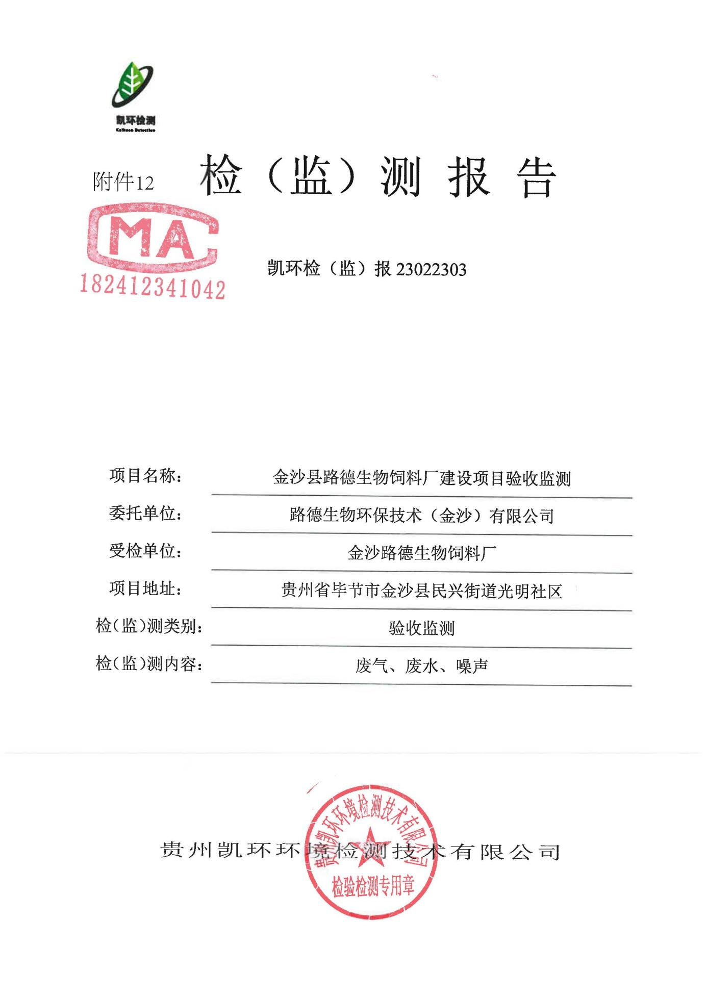 凯环检测
Kaihuan Detection
附件12
检（监）测报告
MA
182412341042
凯环检（监）报 23022303
项目名称： 金沙县路德生物饲料厂建设项目验收监测
委托单位： 路德生物环保技术（金沙）有限公司
受检单位： 金沙路德生物饲料厂
项目地址： 贵州省毕节市金沙县民兴街道光明社区
检（监）测类别： 验收监测
检（监）测内容： 废气、废水、噪声
贵州凯环环境检测技术有限公司
贵州凯环环境检测技术有限公司
检验检测专用章